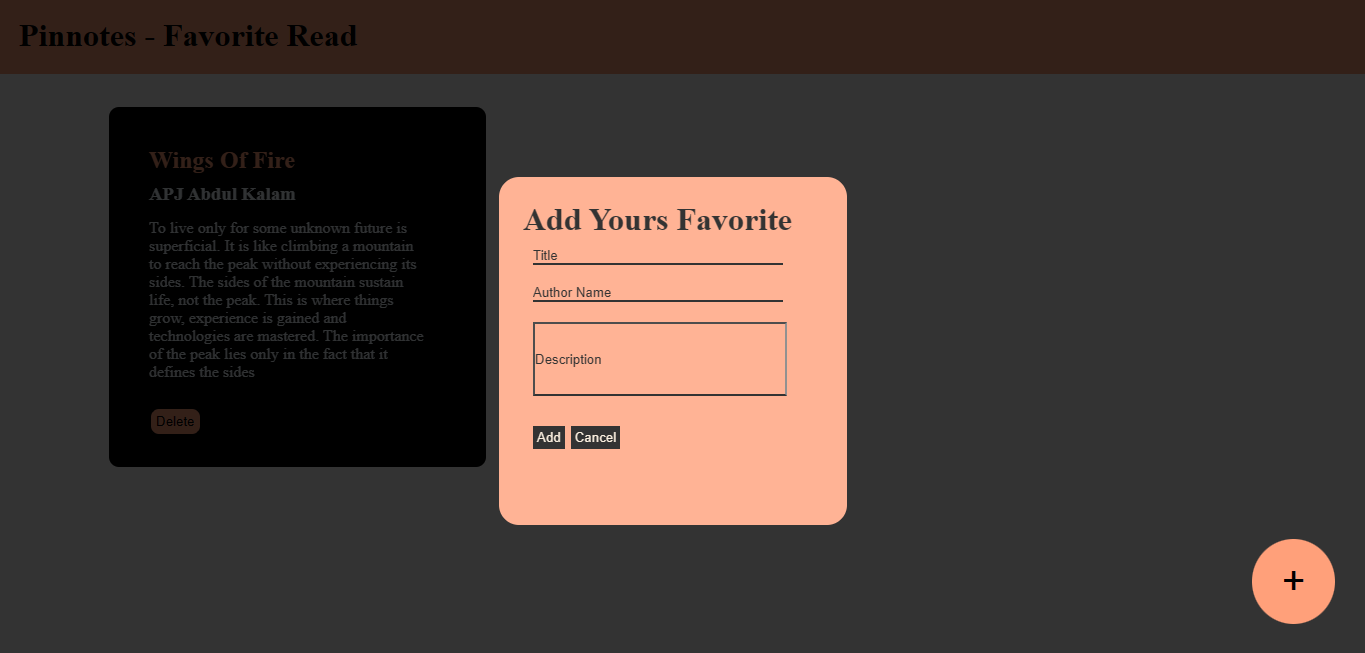 Pinnotes - Favorite Read
Wings Of Fire
APJ Abdul Kalam
To live only for some unknown future is
superficial. It is like climbing a mountain
to reach the peak without experiencing its
sides. The sides of the mountain sustain
life, not the peak. This is where things
grow, experience is gained and
technologies are mastered. The importance
of the peak lies only in the fact that it
defines the sides
Delete
Add Yours Favorite
Title
Author Name
Description
Add Cancel
+